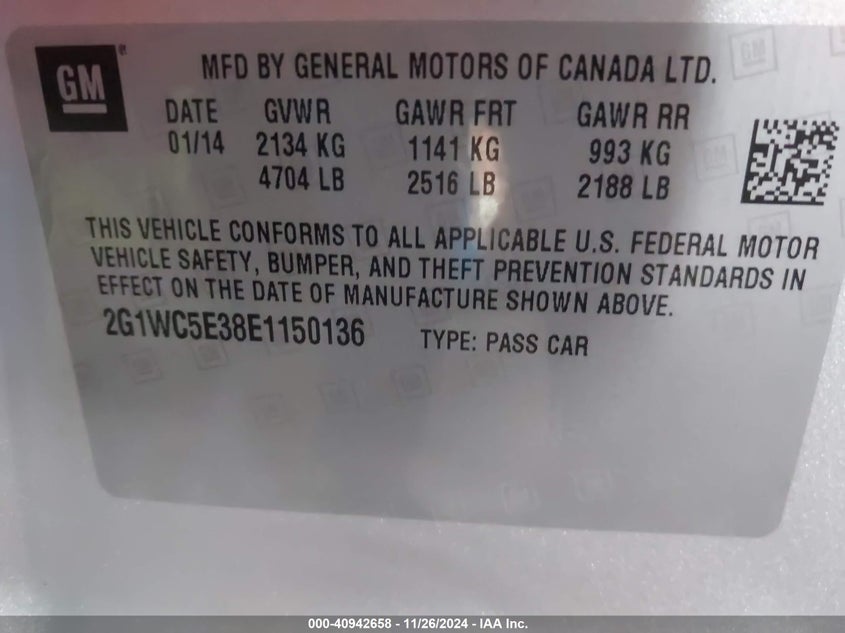 GM
MFD BY GENERAL MOTORS OF CANADA LTD.
DATE GVWR GAWR FRT GAWR RR
01/14 2134 KG 1141 KG 993 KG
4704 LB 2516 LB 2188 LB
THIS VEHICLE CONFORMS TO ALL APPLICABLE U.S. FEDERAL MOTOR
VEHICLE SAFETY, BUMPER, AND THEFT PREVENTION STANDARDS IN
EFFECT ON THE DATE OF MANUFACTURE SHOWN ABOVE.
2G1WC5E38E1150136 TYPE: PASS CAR
000-40942658 - 11/26/2024 - IAA Inc.